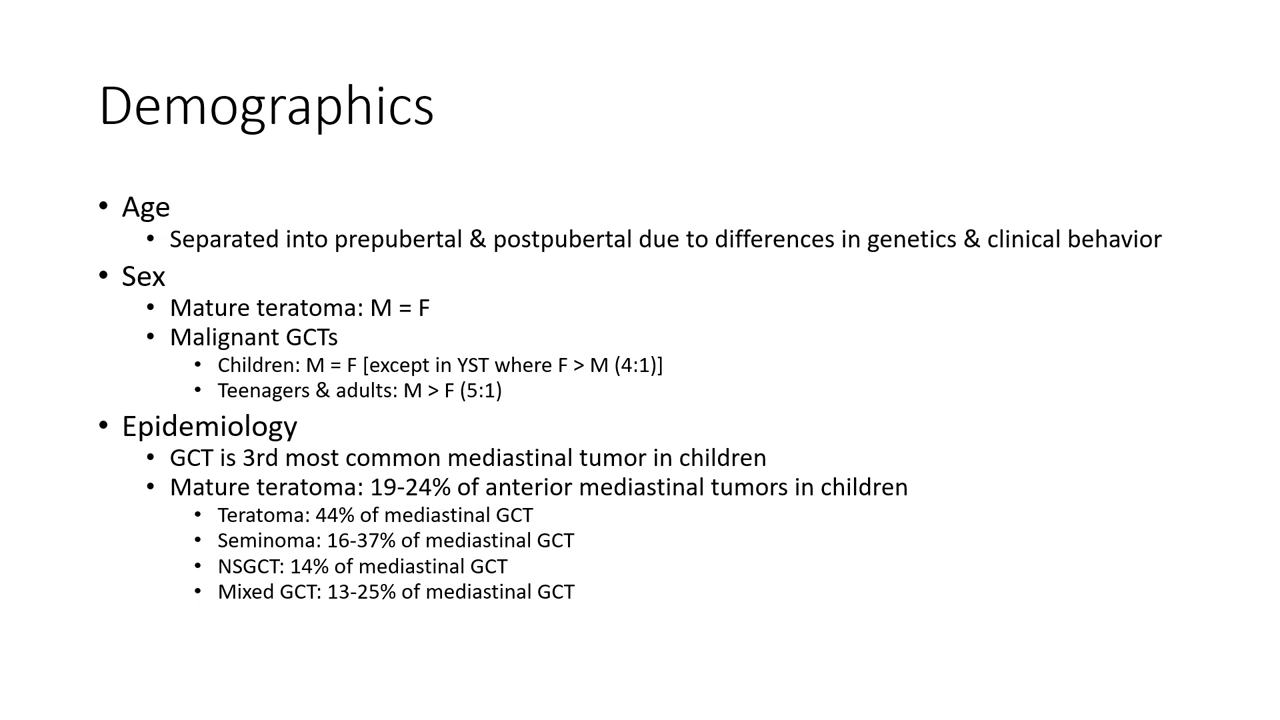 Demographics
• Age
• Separated into prepubertal & postpubertal due to differences in genetics & clinical behavior
• Sex
• Mature teratoma: M = F
• Malignant GCTs
• Children: M = F [except in YST where F > M (4:1)]
• Teenagers & adults: M > F (5:1)
• Epidemiology
• GCT is 3rd most common mediastinal tumor in children
• Mature teratoma: 19-24% of anterior mediastinal tumors in children
• Teratoma: 44% of mediastinal GCT
• Seminoma: 16-37% of mediastinal GCT
• NSGCT: 14% of mediastinal GCT
• Mixed GCT: 13-25% of mediastinal GCT